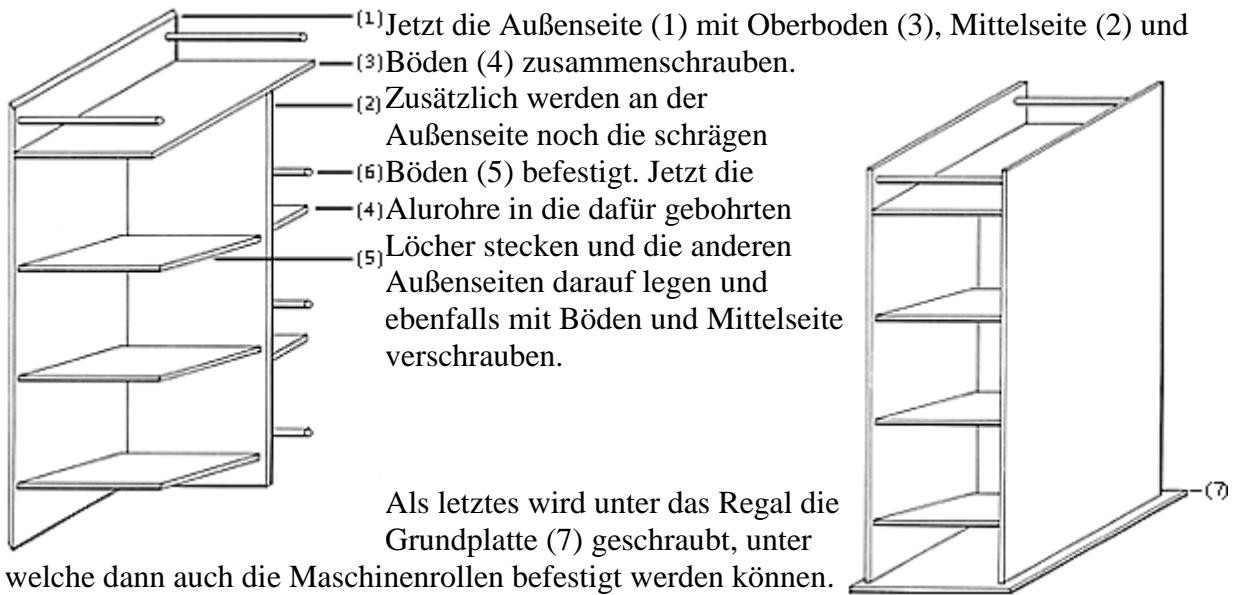 (1) Jetzt die Außenseite (1) mit Oberboden (3), Mittelseite (2) und
(3) Böden (4) zusammenschrauben.
(2) Zusätzlich werden an der
Außenseite noch die schrägen
(6) Böden (5) befestigt. Jetzt die
(4) Alurohre in die dafür gebohrten
(5) Löcher stecken und die anderen
Außenseiten darauf legen und
ebenfalls mit Böden und Mittelseite
verschrauben.
Als letztes wird unter das Regal die
(7)
Grundplatte (7) geschraubt, unter
welche dann auch die Maschinenrollen befestigt werden können.